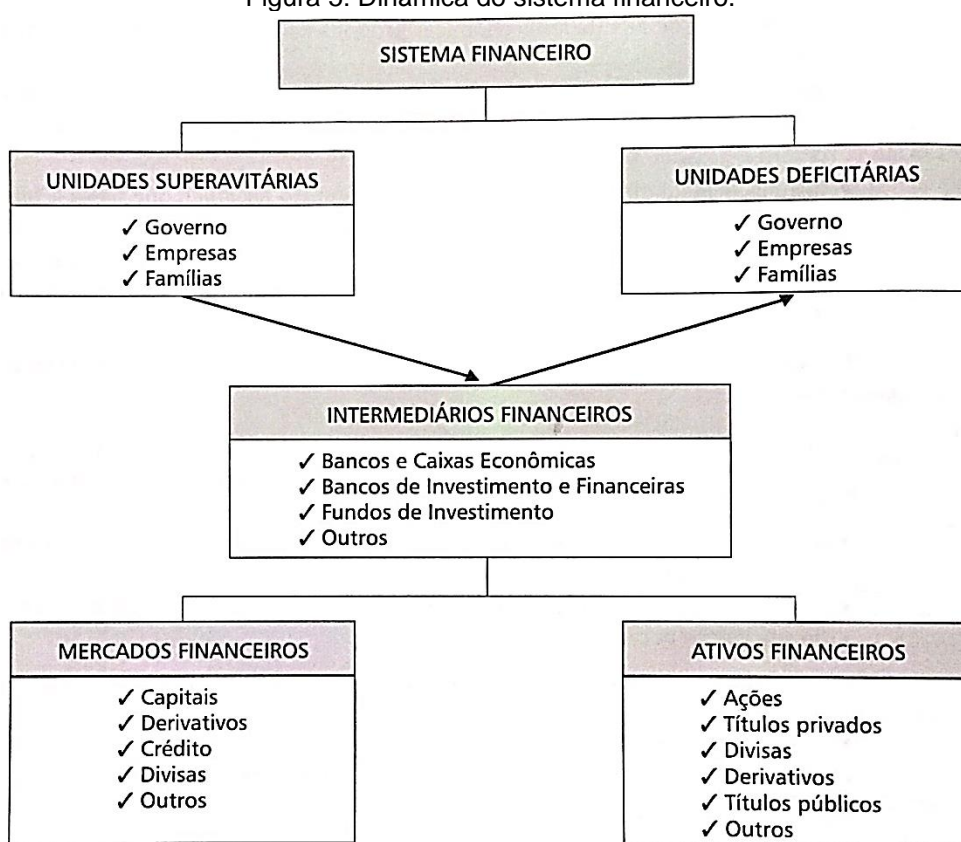 Figura 5: Dinâmica do sistema financeiro.
SISTEMA FINANCEIRO
UNIDADES SUPERAVITÁRIAS
✓ Governo
✓ Empresas
✓ Famílias
UNIDADES DEFICITÁRIAS
✓ Governo
✓ Empresas
✓ Famílias
INTERMEDIÁRIOS FINANCEIROS
✓ Bancos e Caixas Econômicas
✓ Bancos de Investimento e Financeiras
✓ Fundos de Investimento
✓ Outros
MERCADOS FINANCEIROS
✓ Capitais
✓ Derivativos
✓ Crédito
✓ Divisas
✓ Outros
ATIVOS FINANCEIROS
✓ Ações
✓ Títulos privados
✓ Divisas
✓ Derivativos
✓ Títulos públicos
✓ Outros